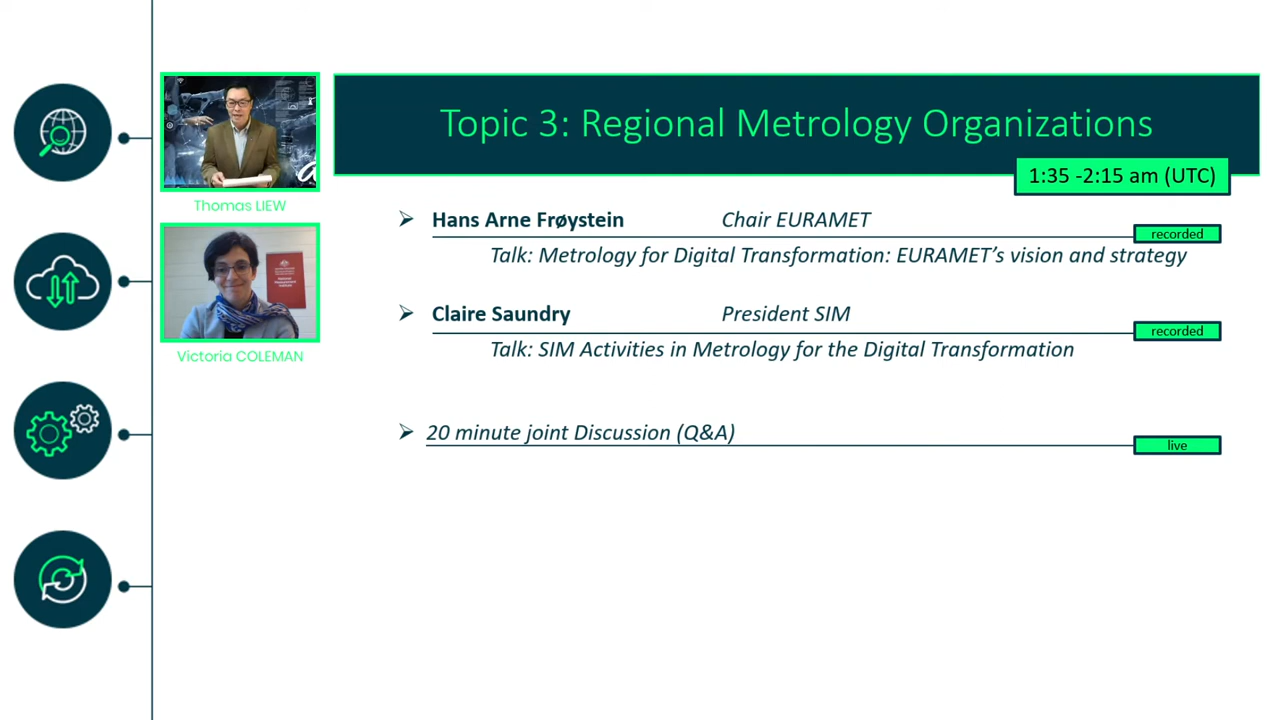 Topic 3: Regional Metrology Organizations
1:35 -2:15 am (UTC)
Thomas LIEW
Victoria COLEMAN
Hans Arne Frøystein Chair EURAMET
recorded
Talk: Metrology for Digital Transformation: EURAMET’s vision and strategy
Claire Saundry President SIM
recorded
Talk: SIM Activities in Metrology for the Digital Transformation
20 minute joint Discussion (Q&A)
live